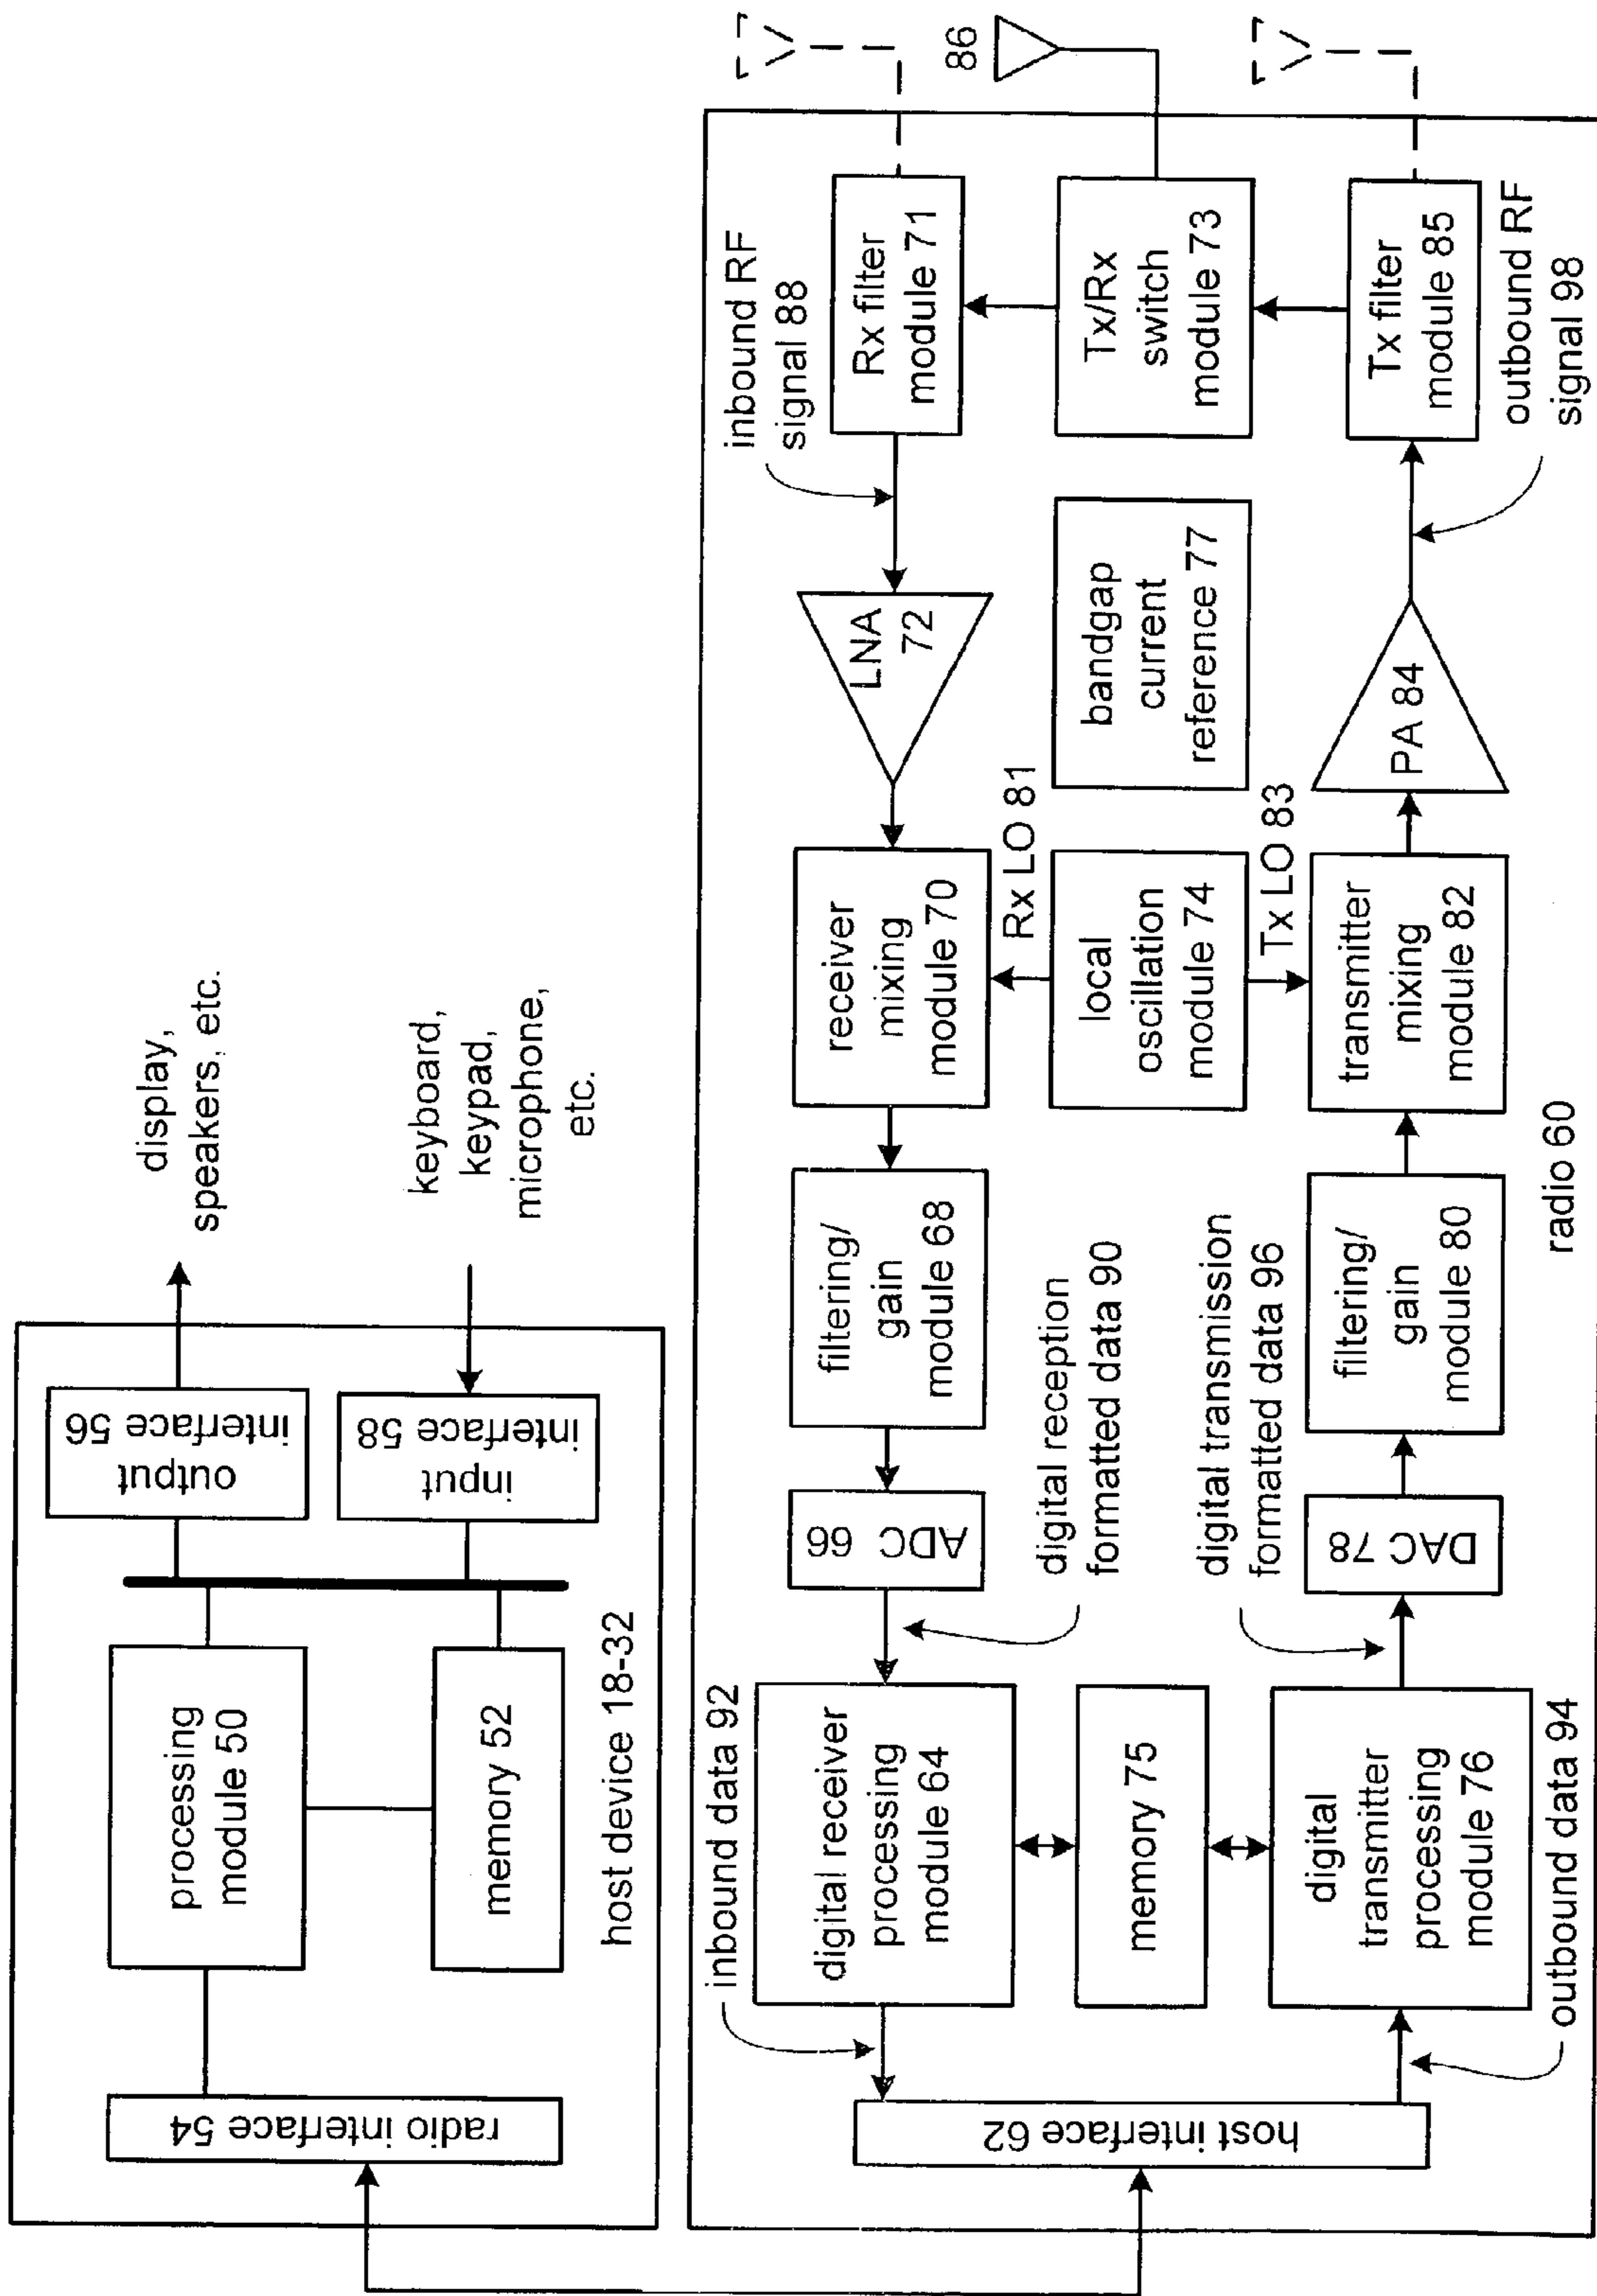 display,
speakers, etc.
keyboard,
keypad,
microphone,
etc.
output
interface 56
input
interface 58
processing
module 50
memory 52
radio interface 54
host device 18-32
86
inbound RF
signal 88
Rx filter
module 71
Tx/Rx
switch
module 73
Tx filter
module 85
outbound RF
signal 98
LNA
72
bandgap
current
reference 77
PA 84
receiver
mixing
module 70
Rx LO 81
local
oscillation
module 74
Tx LO 83
transmitter
mixing
module 82
filtering/
gain
module 68
filtering/
gain
module 80
radio 60
ADC 66
digital reception
formatted data 90
digital transmission
formatted data 96
DAC 78
inbound data 92
digital receiver
processing
module 64
memory 75
digital
transmitter
processing
module 76
outbound data 94
host interface 62